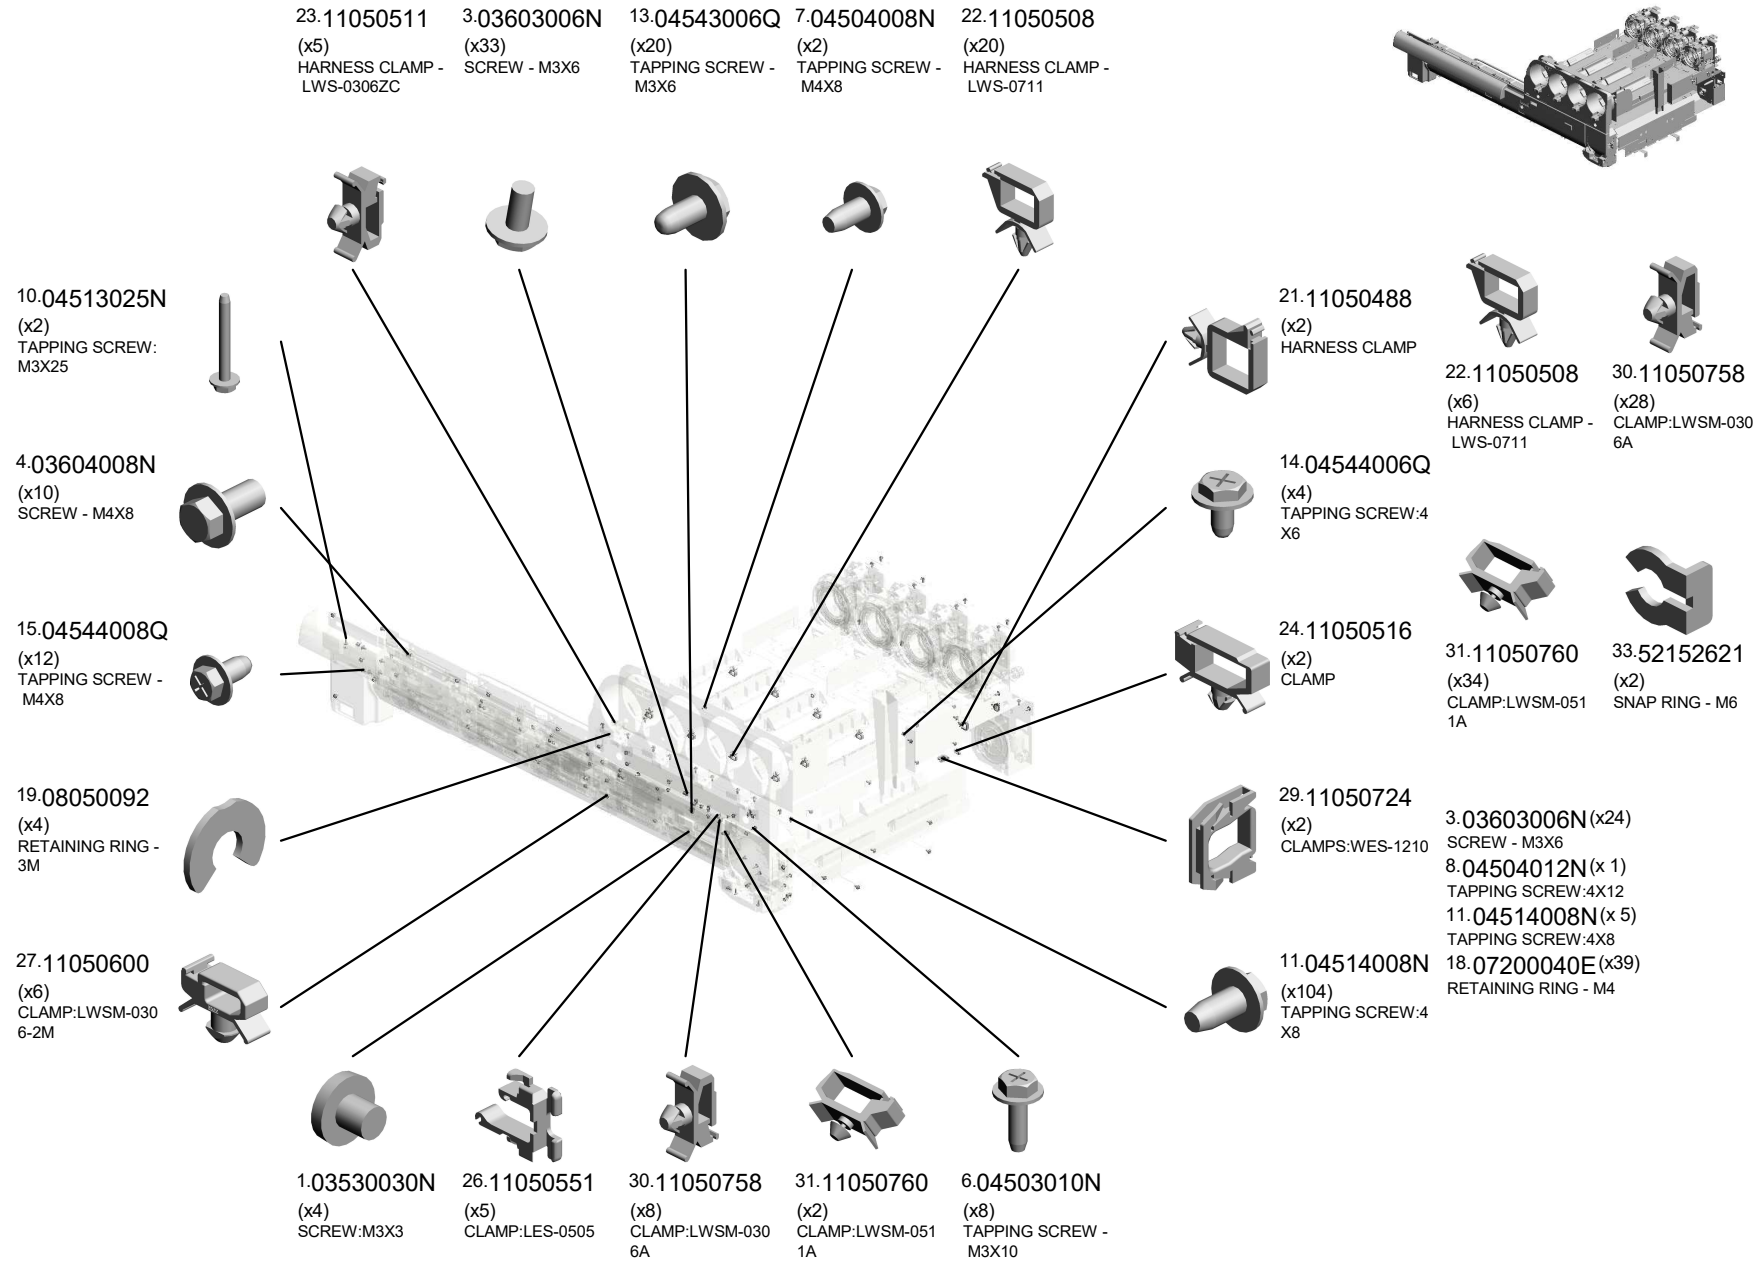 23.11050511
(x5)
HARNESS CLAMP -
LWS-0306ZC
3.03603006N
(x33)
SCREW - M3X6
13.04543006Q
(x20)
TAPPING SCREW -
M3X6
7.04504008N
(x2)
TAPPING SCREW -
M4X8
22.11050508
(x20)
HARNESS CLAMP -
LWS-0711
10.04513025N
(x2)
TAPPING SCREW:
M3X25
4.03604008N
(x10)
SCREW - M4X8
15.04544008Q
(x12)
TAPPING SCREW -
M4X8
19.08050092
(x4)
RETAINING RING -
3M
27.11050600
(x6)
CLAMP:LWSM-030
6-2M
21.11050488
(x2)
HARNESS CLAMP
14.04544006Q
(x4)
TAPPING SCREW:4
X6
24.11050516
(x2)
CLAMP
29.11050724
(x2)
CLAMPS:WES-1210
11.04514008N
(x104)
TAPPING SCREW:4
X8
22.11050508
(x6)
HARNESS CLAMP -
LWS-0711
30.11050758
(x28)
CLAMP:LWSM-030
6A
31.11050760
(x34)
CLAMP:LWSM-051
1A
33.52152621
(x2)
SNAP RING - M6
3.03603006N(x24)
SCREW - M3X6
8.04504012N(x 1)
TAPPING SCREW:4X12
11.04514008N(x 5)
TAPPING SCREW:4X8
18.07200040E(x39)
RETAINING RING - M4
1.03530030N
(x4)
SCREW:M3X3
26.11050551
(x5)
CLAMP:LES-0505
30.11050758
(x8)
CLAMP:LWSM-030
6A
31.11050760
(x2)
CLAMP:LWSM-051
1A
6.04503010N
(x8)
TAPPING SCREW -
M3X10